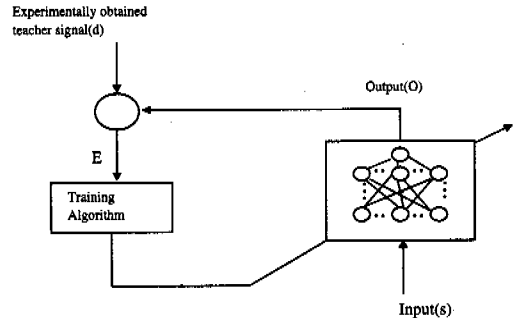 Experimentally obtained
teacher signal(d)
Output(O)
E
Training
Algorithm
Input(s)